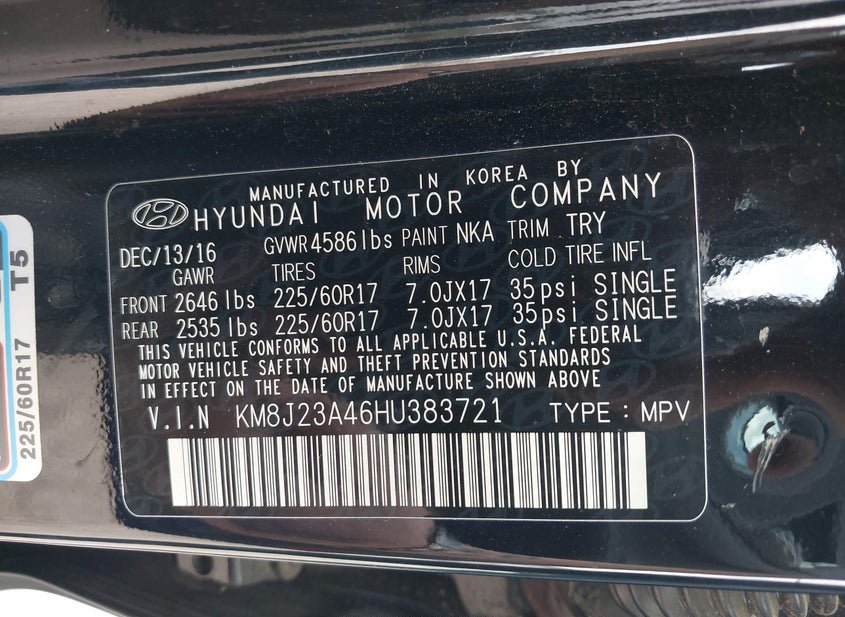 MANUFACTURED IN KOREA BY
HYUNDAI MOTOR COMPANY
DEC/13/16 GVWR 4586 lbs PAINT NKA TRIM TRY
GAWR TIRES RIMS COLD TIRE INFL
FRONT 2646 lbs 225/60R17 7.0JX17 35psi SINGLE
REAR 2535 lbs 225/60R17 7.0JX17 35psi SINGLE
THIS VEHICLE CONFORMS TO ALL APPLICABLE U.S.A. FEDERAL
MOTOR VEHICLE SAFETY AND THEFT PREVENTION STANDARDS
IN EFFECT ON THE DATE OF MANUFACTURE SHOWN ABOVE
V.I.N KM8J23A46HU383721 TYPE : MPV
225/60R17 T5